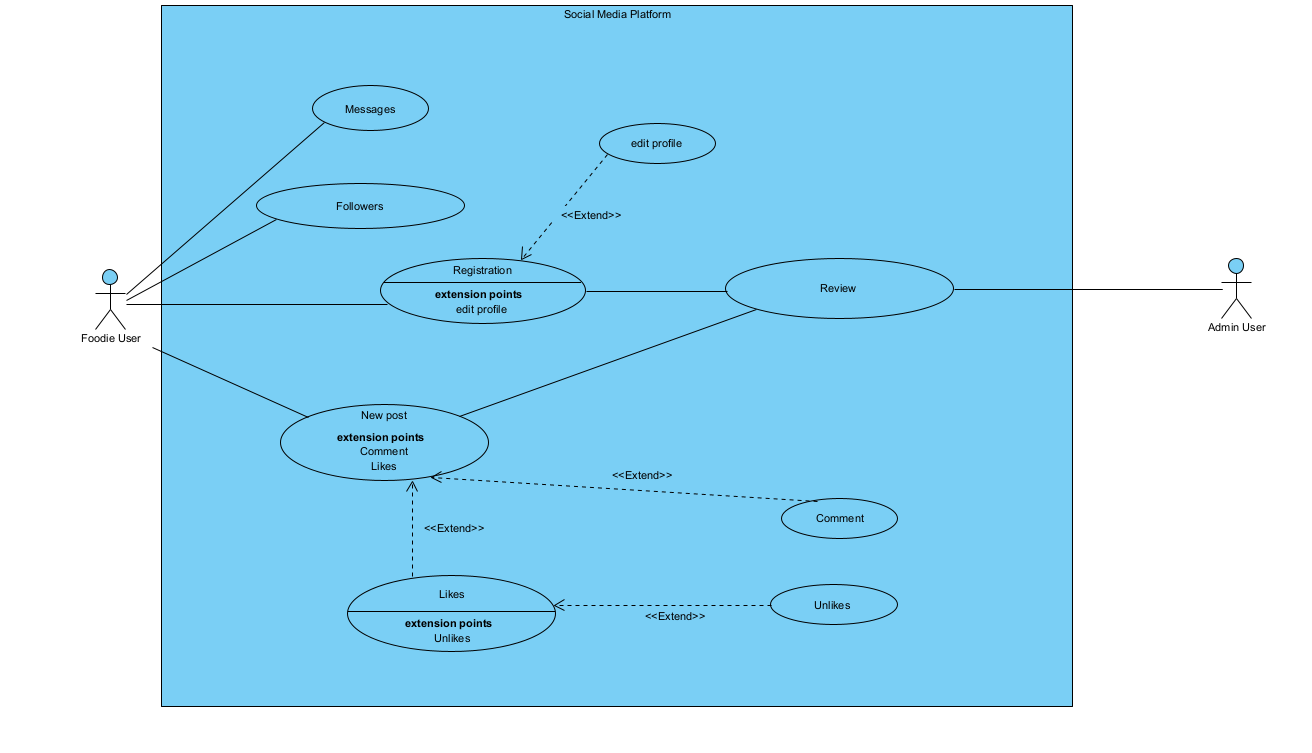 Social Media Platform
Messages
edit profile
Followers
<<Extend>>
Registration
extension points
edit profile
Review
Foodie User
Admin User
New post
extension points
Comment
Likes
<<Extend>>
Comment
<<Extend>>
Likes
extension points
Unlikes
Unlikes
<<Extend>>